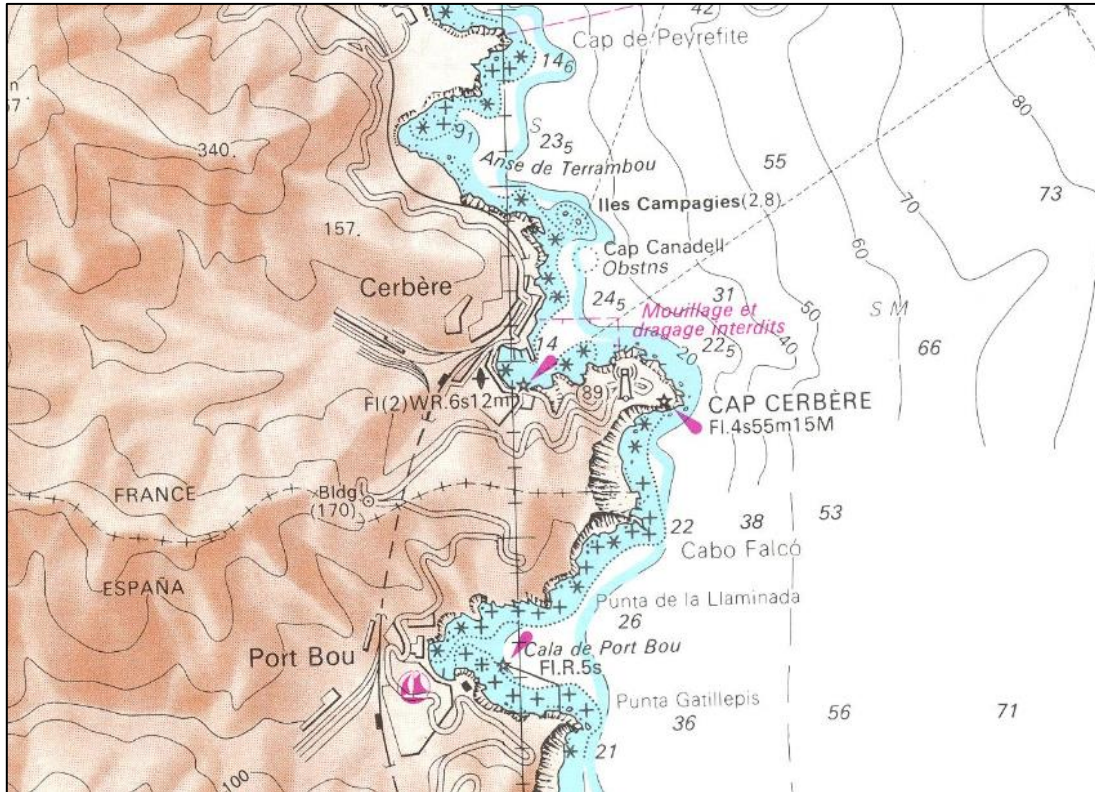 42
Cap de Peyrefite
14₆
80
9₁
S
23₅
340.
Anse de Terrambou
55
70
73
Iles Campagies(2,8)
157.
Cap Canadell
Obstns
60
Cerbère
24₅
31
50
S M
Mouillage et
dragage interdits
14
20
22₅
40
66
Fl(2)WR.6s12m
(89)
CAP CERBÈRE
Fl.4s55m15M
FRANCE
Bldg
(170)
22
38
53
Cabo Falcó
ESPAÑA
Punta de la Llaminada
26
Port Bou
Cala de Port Bou
Fl.R.5s
Punta Gatillepis
36
56
71
21
100